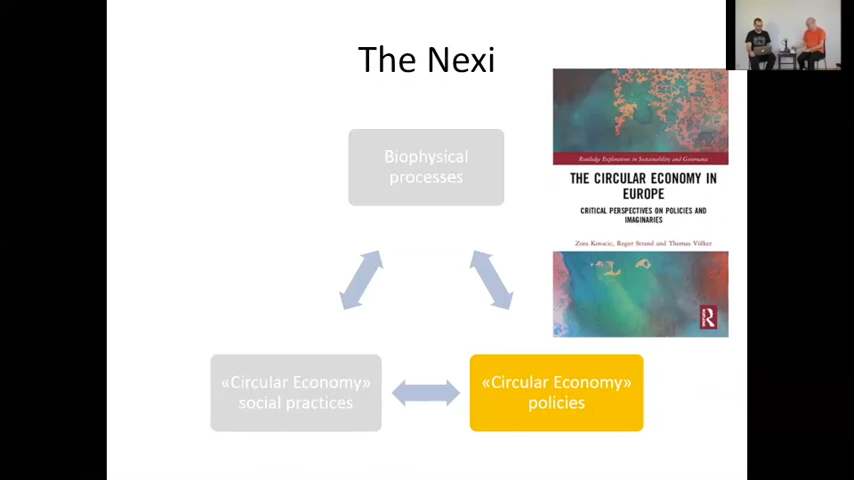 The Nexi
Biophysical
processes
«Circular Economy»
social practices
«Circular Economy»
policies
Routledge Explorations in Sustainability and Governance
THE CIRCULAR ECONOMY IN
EUROPE
CRITICAL PERSPECTIVES ON POLICIES AND
IMAGINARIES
Zora Kovacic, Roger Strand and Thomas Völker